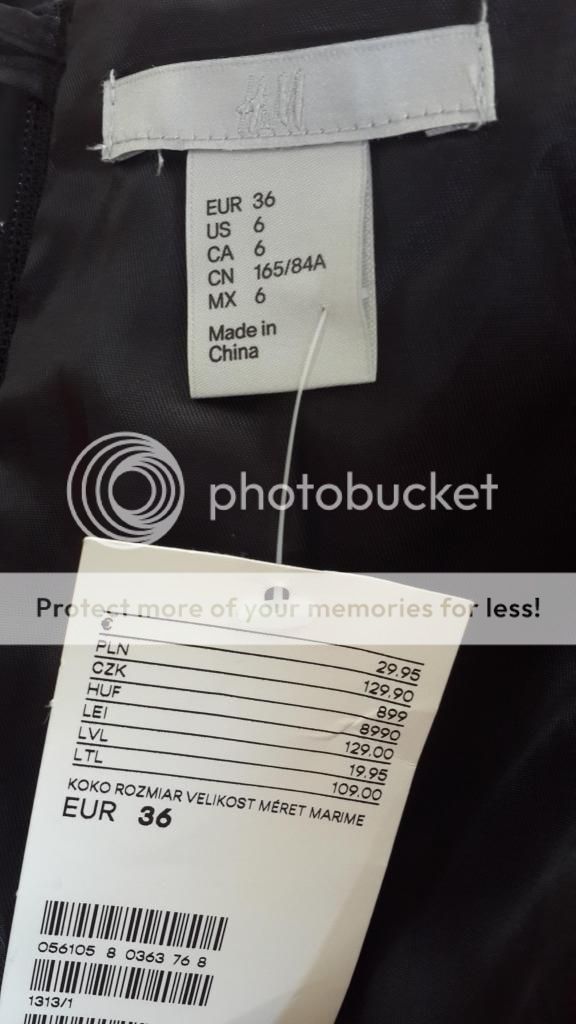 H&M
EUR 36
US 6
CA 6
CN 165/84A
MX 6
Made in
China
photobucket
Protect more of your memories for less!
€ 29.95
PLN 129.90
CZK 899
HUF 8990
LEI 129.00
LVL 19.95
LTL 109.00
KOKO ROZMIAR VELIKOST MÉRET MARIME
EUR 36
056105 8 0363 76 8
1313/1